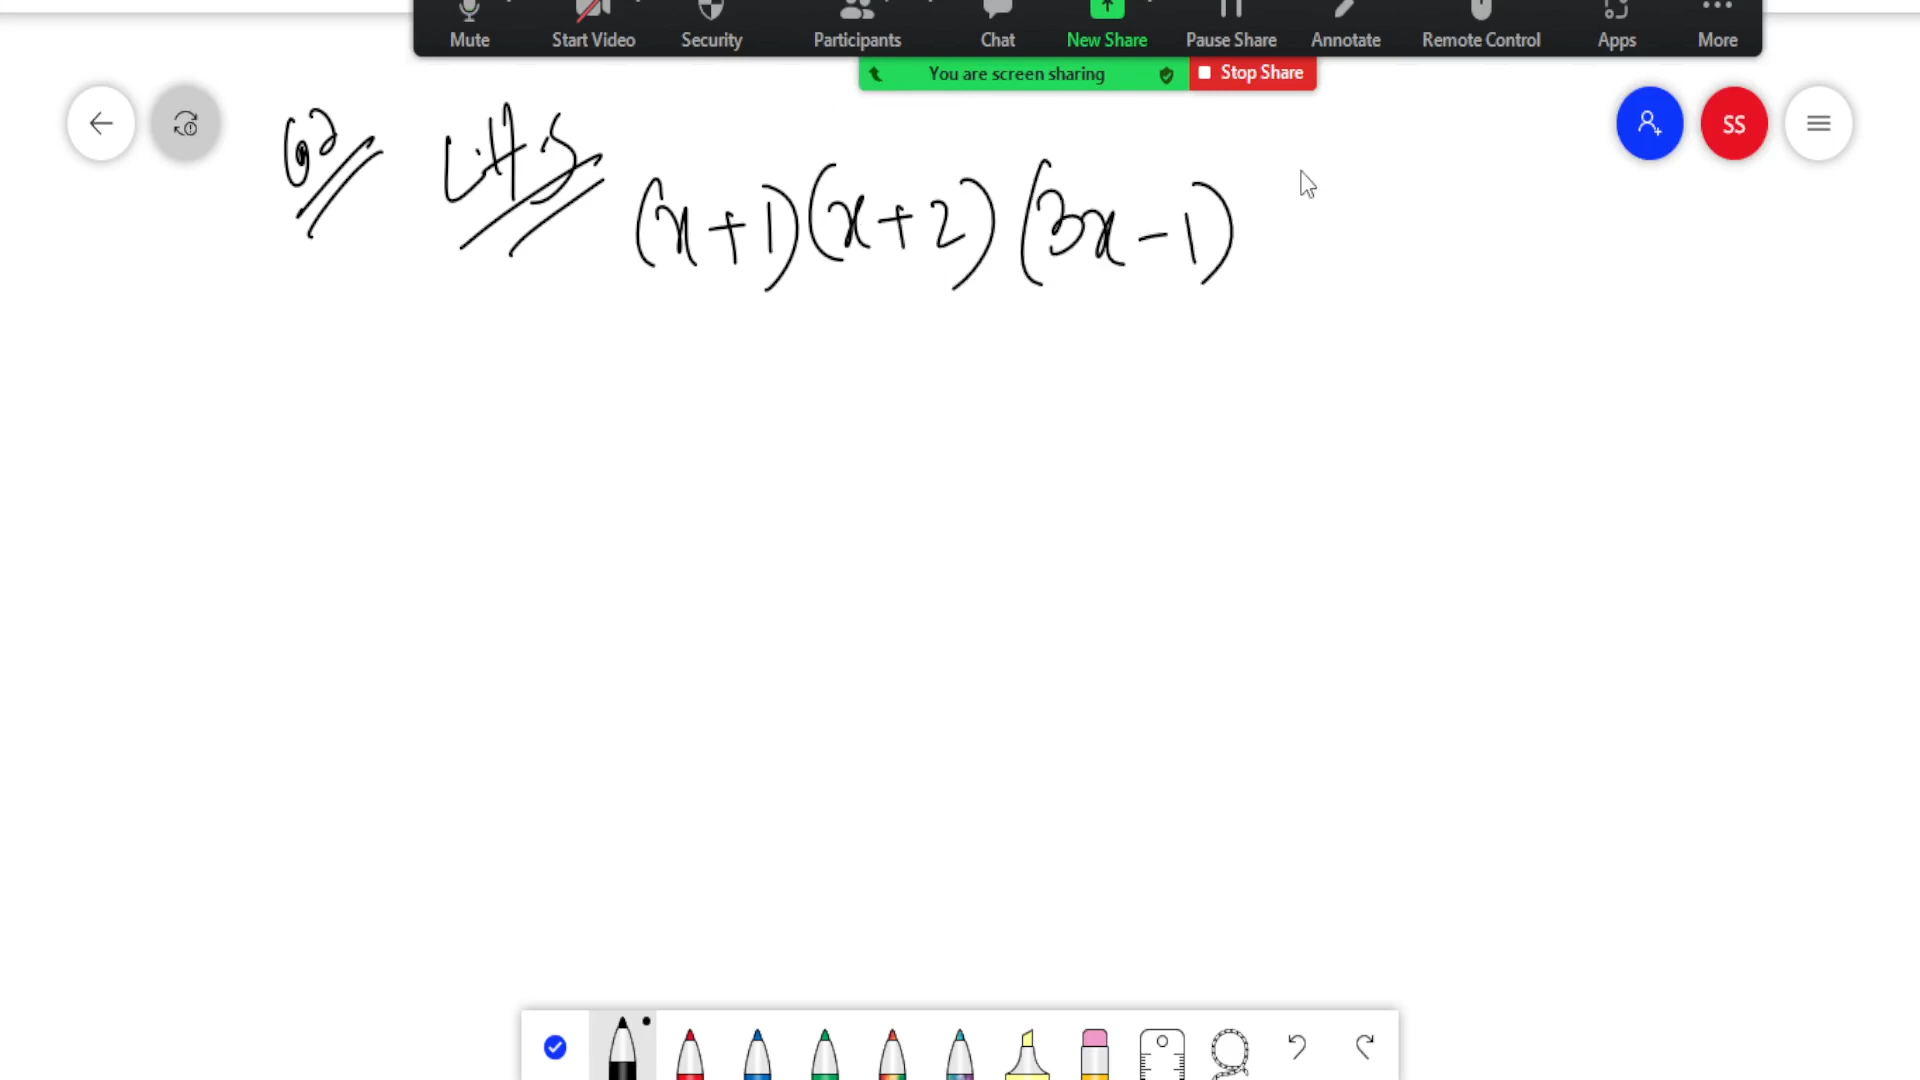 Mute Start Video Security Participants Chat New Share Pause Share Annotate Remote Control Apps More
You are screen sharing Stop Share
SS
(x+1)(x+2)(3x-1)